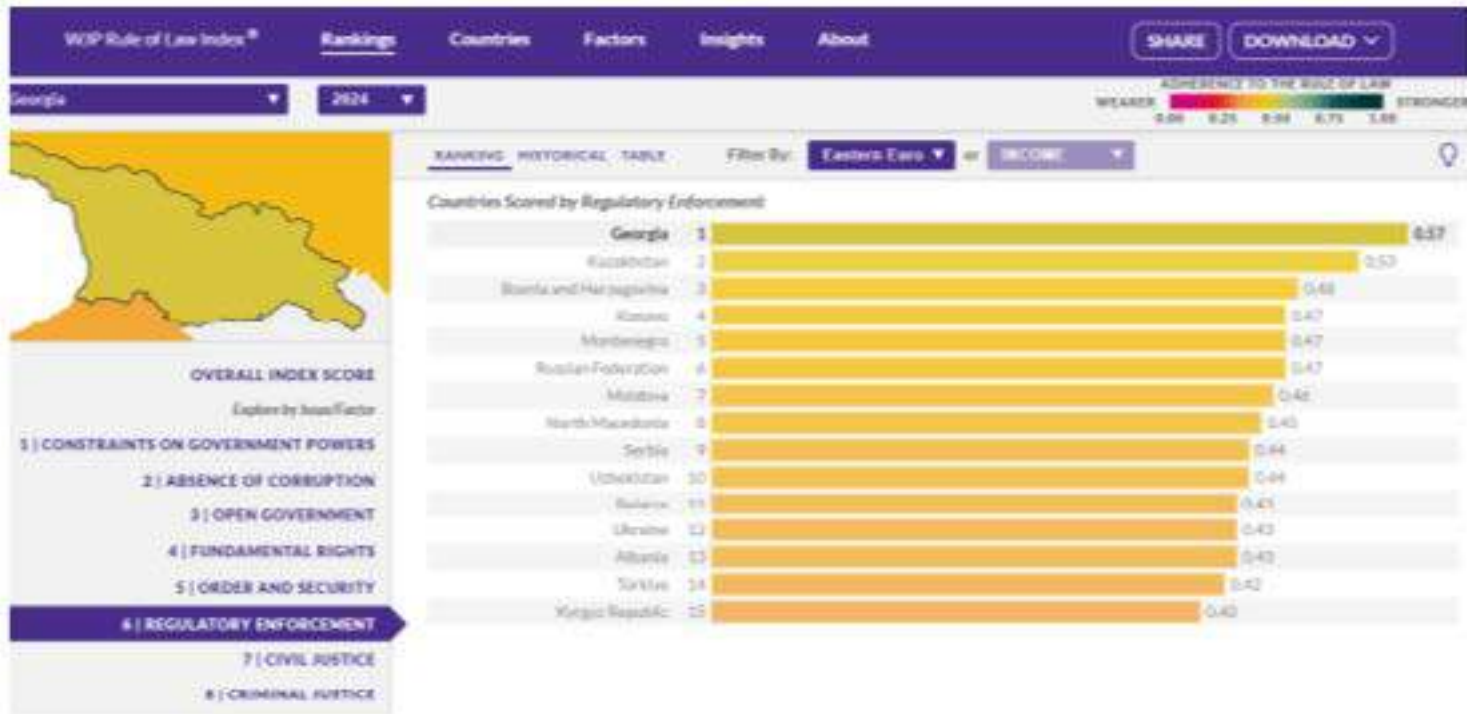 WJP Rule of Law Index®
Rankings
Countries
Factors
Insights
About
SHARE
DOWNLOAD
Georgia
2024
ADHERENCE TO THE RULE OF LAW
WEAKER
STRONGER
0.00 0.25 0.50 0.75 1.00
RANKING HISTORICAL TABLE
Filter By:
Eastern Euro
or
INCOME
Countries Scored by Regulatory Enforcement
Georgia 1 0.57
Kazakhstan 2 0.53
Bosnia and Herzegovina 3 0.48
Kosovo 4 0.47
Montenegro 5 0.47
Russian Federation 6 0.47
Moldova 7 0.46
North Macedonia 8 0.45
Serbia 9 0.44
Uzbekistan 10 0.44
Belarus 11 0.43
Ukraine 12 0.43
Albania 13 0.43
Türkiye 14 0.42
Kyrgyz Republic 15 0.40
OVERALL INDEX SCORE
Explore by Issue/Factor
1 | CONSTRAINTS ON GOVERNMENT POWERS
2 | ABSENCE OF CORRUPTION
3 | OPEN GOVERNMENT
4 | FUNDAMENTAL RIGHTS
5 | ORDER AND SECURITY
6 | REGULATORY ENFORCEMENT
7 | CIVIL JUSTICE
8 | CRIMINAL JUSTICE